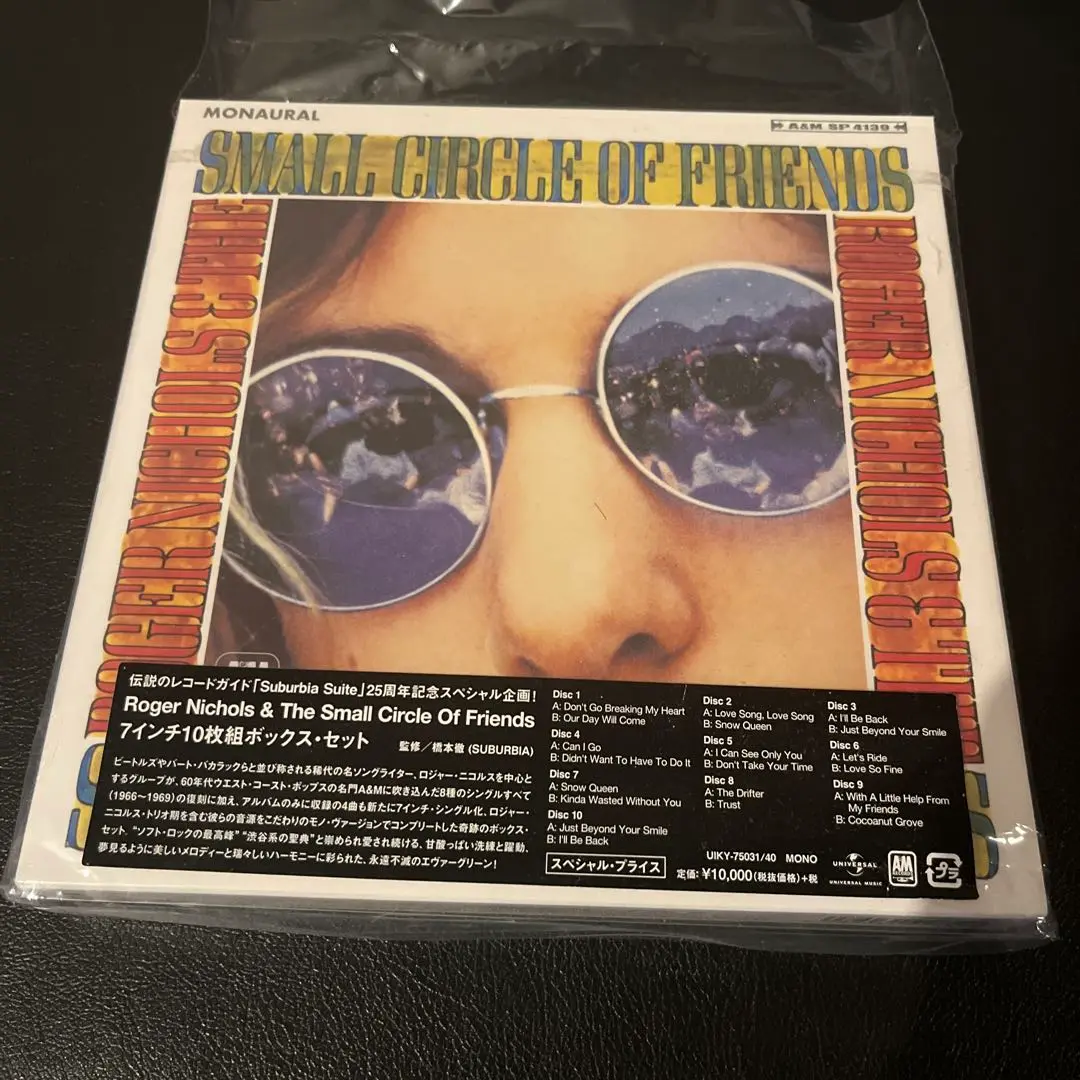 MONAURAL
A&M SP 4139
SMALL CIRCLE OF FRIENDS
ROGER NICHOLS & THE
ROGER NICHOLS & THE
伝説のレコードガイド「Suburbia Suite」25周年記念スペシャル企画!
Roger Nichols & The Small Circle Of Friends
7インチ10枚組ボックス・セット 監修/橋本徹 (SUBURBIA)
ビートルズやバート・バカラックらと並び称される稀代の名ソングライター、ロジャー・ニコルスを中心と
するグループが、60年代ウエスト・コースト・ポップスの名門A&Mに吹き込んだ8種のシングルすべて
(1966〜1969)の復刻に加え、アルバムのみに収録の4曲も新たに7インチ・シングル化。ロジャー・
ニコルス・トリオ期を含む彼らの音源をこだわりのモノ・ヴァージョンでコンプリートした奇跡のボックス・
セット。“ソフト・ロックの最高峰”“渋谷系の聖典”と崇められ愛され続ける、甘酸っぱい洗練と躍動、
夢見るように美しいメロディーと瑞々しいハーモニーに彩られた、永遠不滅のエヴァーグリーン!
Disc 1
A: Don't Go Breaking My Heart
B: Our Day Will Come
Disc 2
A: Love Song, Love Song
B: Snow Queen
Disc 3
A: I'll Be Back
B: Just Beyond Your Smile
Disc 4
A: Can I Go
B: Didn't Want To Have To Do It
Disc 5
A: I Can See Only You
B: Don't Take Your Time
Disc 6
A: Let's Ride
B: Love So Fine
Disc 7
A: Snow Queen
B: Kinda Wasted Without You
Disc 8
A: The Drifter
B: Trust
Disc 9
A: With A Little Help From
My Friends
B: Cocoanut Grove
Disc 10
A: Just Beyond Your Smile
B: I'll Be Back
スペシャル・プライス
UIKY-75031/40 MONO
定価:¥10,000(税抜価格)+税
UNIVERSAL
UNIVERSAL MUSIC
AM
RECORDS
プラ